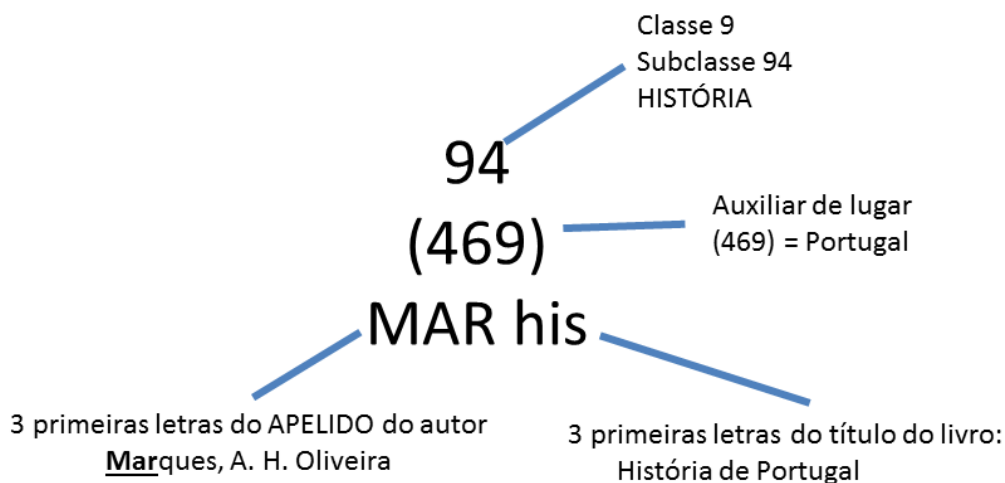 Classe 9
Subclasse 94
HISTÓRIA
94
(469)
Auxiliar de lugar
(469) = Portugal
MAR his
3 primeiras letras do APELIDO do autor
Marques, A. H. Oliveira
3 primeiras letras do título do livro:
História de Portugal